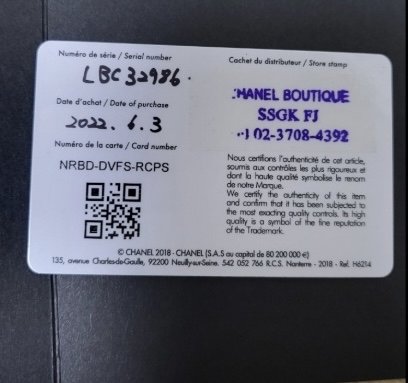 Numéro de série / Serial number
LBC32986.
Date d'achat / Date of purchase
2022. 6. 3
Numéro de la carte / Card number
NRBD-DVFS-RCPS
Cachet du distributeur / Store stamp
HANEL BOUTIQUE
SSGK FJ
02-3708-4392
Nous certifions l'authenticité de cet article,
soumis aux contrôles les plus rigoureux et
dont la haute qualité symbolise le renom
de notre Marque.
We certify the authenticity of this item
and confirm that it has been subjected to
the most exacting quality controls. Its high
quality is a symbol of the fine reputation
of the Trademark.
© CHANEL 2018 - CHANEL (S.A.S au capital de 80 200 000 €)
135, avenue Charles-de-Gaulle, 92200 Neuilly-sur-Seine. 542 052 766 R.C.S. Nanterre - 2018 - Ref. H6214